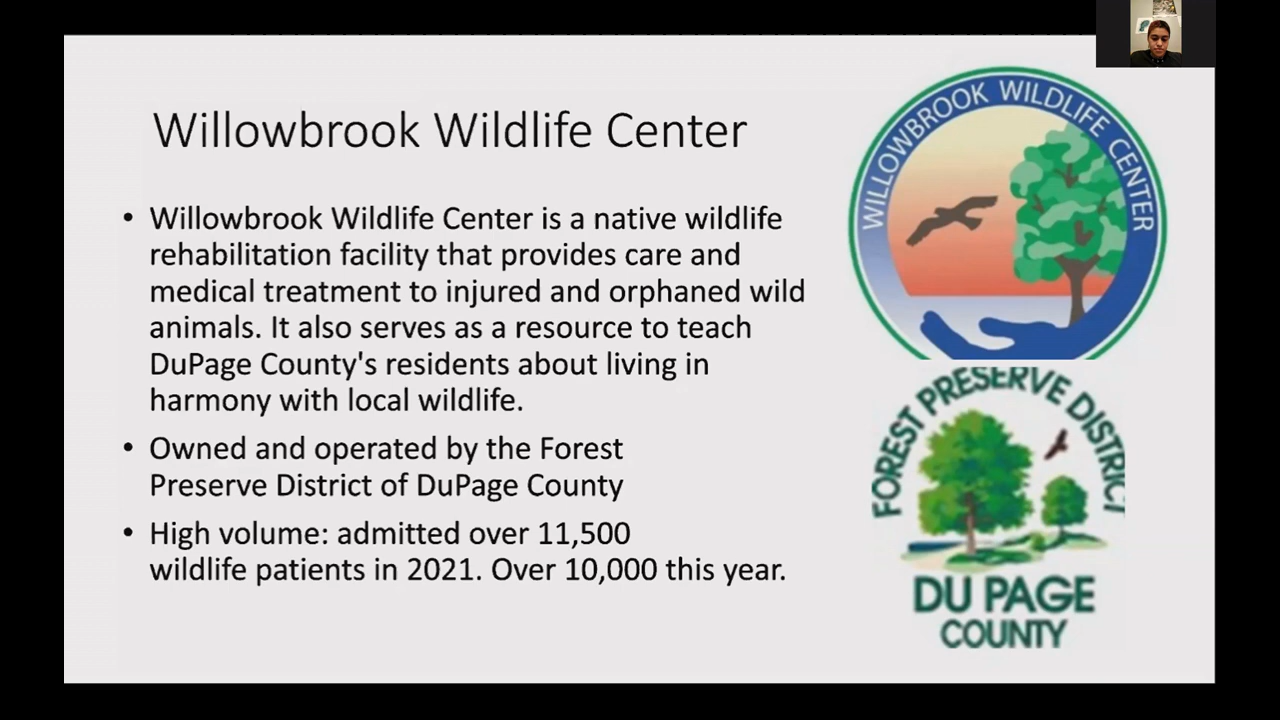 Willowbrook Wildlife Center
• Willowbrook Wildlife Center is a native wildlife
rehabilitation facility that provides care and
medical treatment to injured and orphaned wild
animals. It also serves as a resource to teach
DuPage County's residents about living in
harmony with local wildlife.
• Owned and operated by the Forest
Preserve District of DuPage County
• High volume: admitted over 11,500
wildlife patients in 2021. Over 10,000 this year.
WILLOWBROOK WILDLIFE CENTER
FOREST PRESERVE DISTRICT
DU PAGE
COUNTY